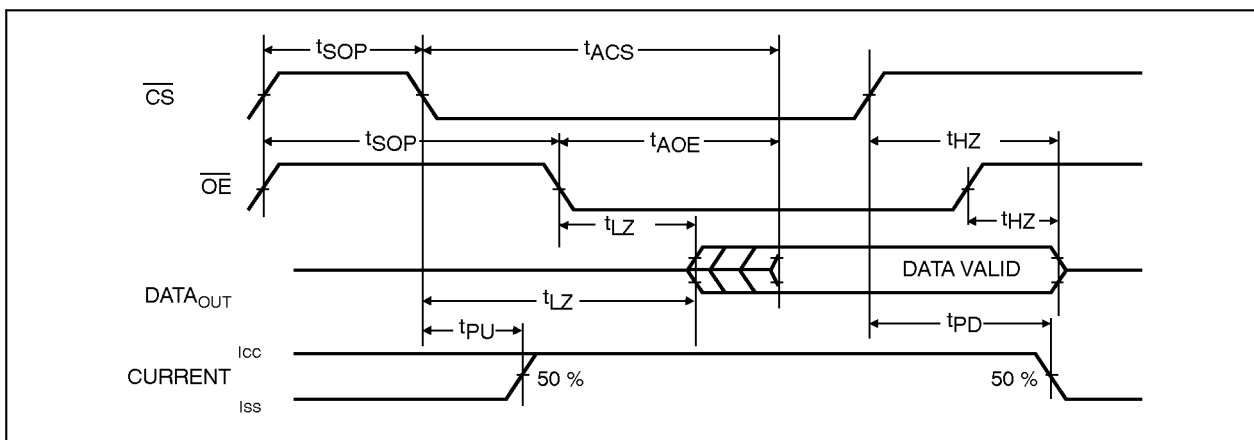 tSOP
tACS
CS
tSOP
tAOE
tHZ
OE
tLZ
tHZ
DATA VALID
DATAOUT
tLZ
tPU
tPD
Icc
CURRENT
50 %
50 %
Iss